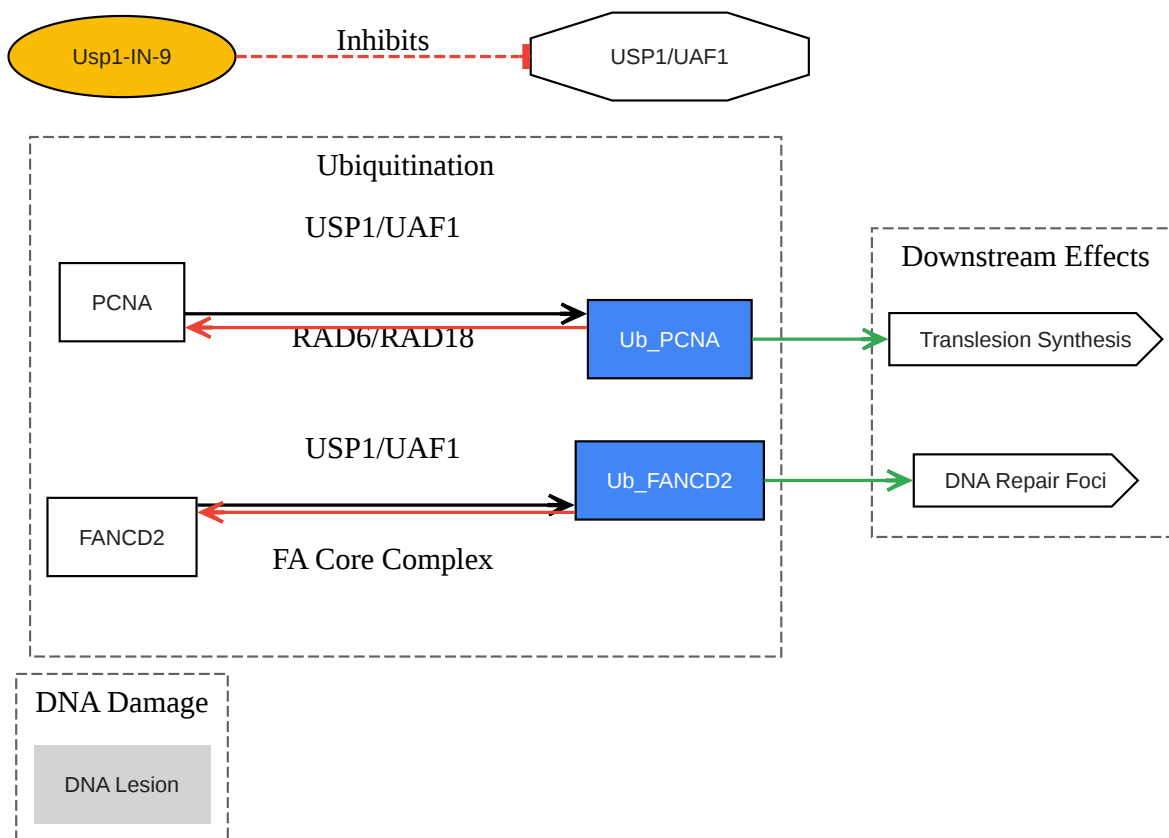 Usp1-IN-9
Inhibits
USP1/UAF1
Ubiquitination
USP1/UAF1
PCNA
RAD6/RAD18
Ub_PCNA
USP1/UAF1
FANCD2
FA Core Complex
Ub_FANCD2
Downstream Effects
Translesion Synthesis
DNA Repair Foci
DNA Damage
DNA Lesion